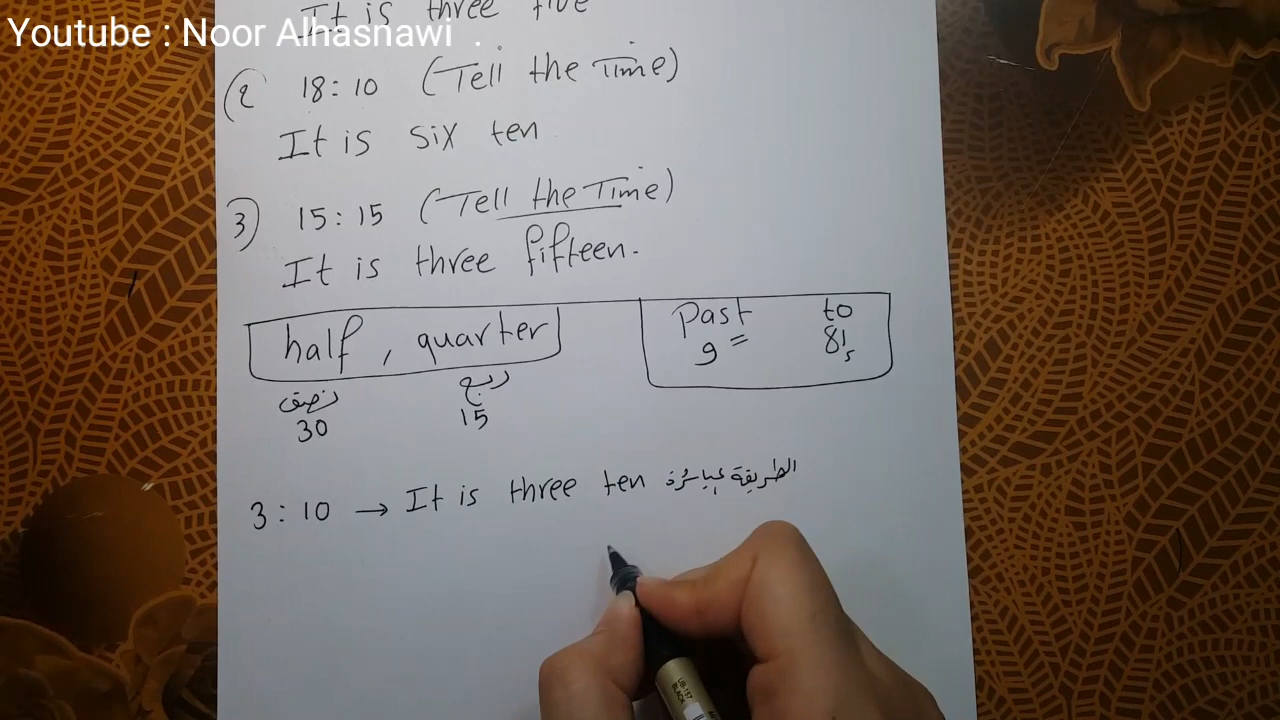 Youtube : Noor Alhasnawi .
It is three five
(2 18:10 (Tell the Time)
It is six ten
3) 15:15 (Tell the Time)
It is three fifteen.
half , quarter
Past to
و =
نصف ربع
30 15
3:10 → It is three ten الطريقة المباشرة